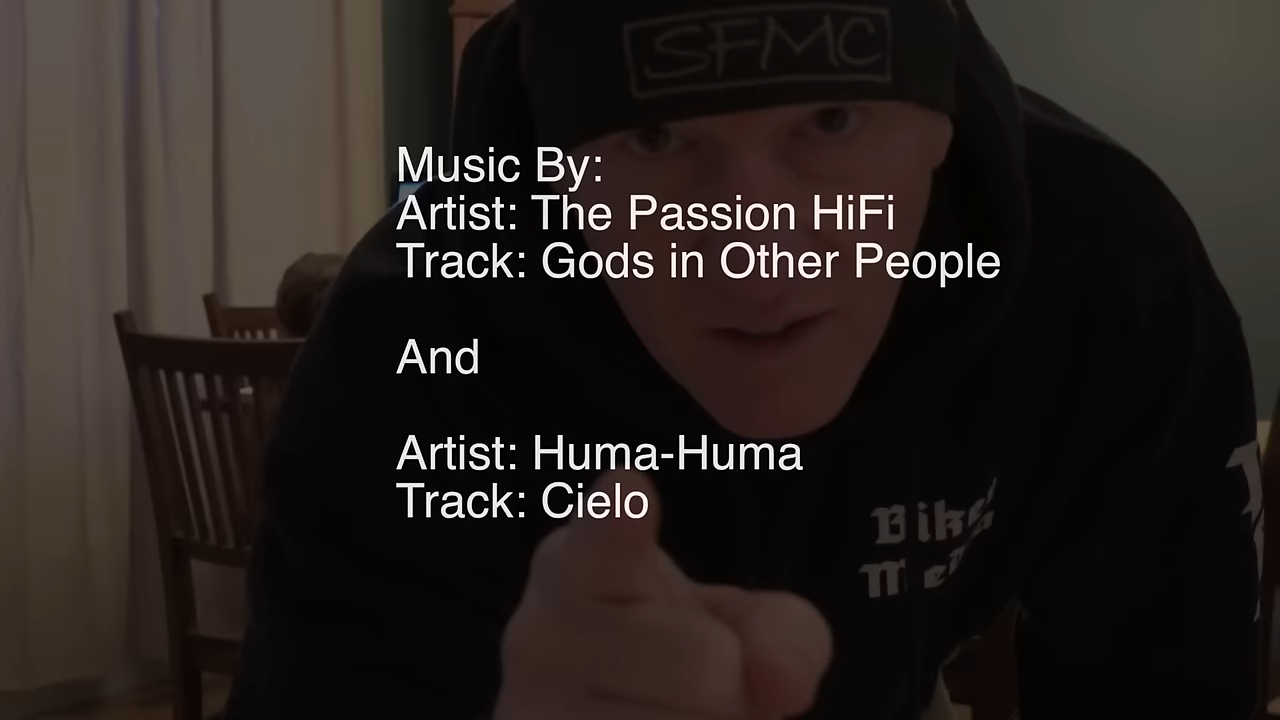 SFMC
Music By:
Artist: The Passion HiFi
Track: Gods in Other People
And
Artist: Huma-Huma
Track: Cielo